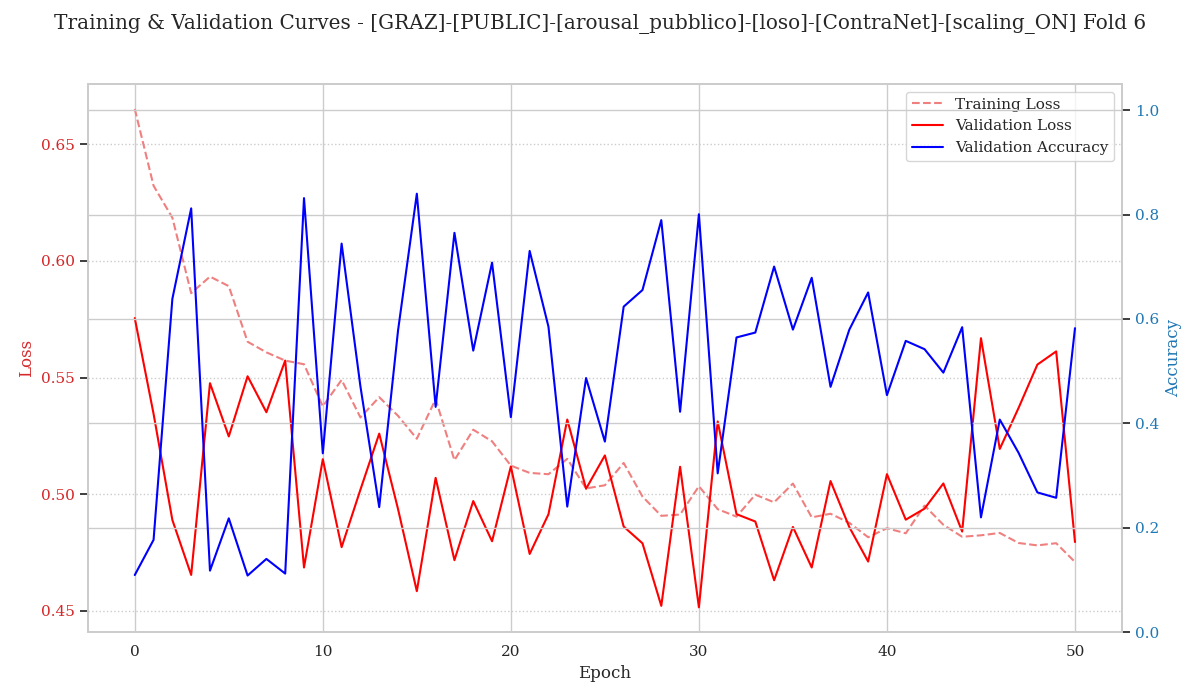 Training & Validation Curves - [GRAZ]-[PUBLIC]-[arousal_pubblico]-[loso]-[ContraNet]-[scaling_ON] Fold 6
Training Loss
Validation Loss
Validation Accuracy
0.65
0.60
0.55
0.50
0.45
Loss
1.0
0.8
0.6
0.4
0.2
0.0
Accuracy
0 10 20 30 40 50
Epoch